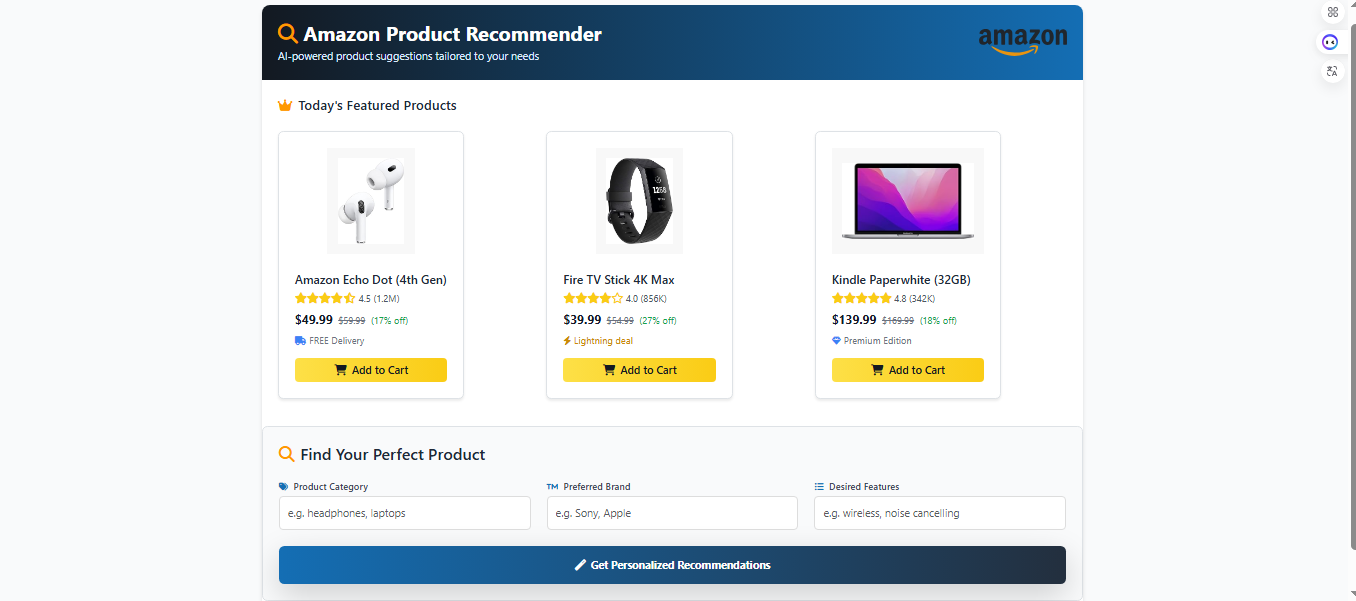 Amazon Product Recommender
AI-powered product suggestions tailored to your needs
amazon
Today's Featured Products
Amazon Echo Dot (4th Gen)
4.5 (1.2M)
$49.99 $59.99 (17% off)
FREE Delivery
Add to Cart
Fire TV Stick 4K Max
4.0 (856K)
$39.99 $54.99 (27% off)
Lightning deal
Add to Cart
Kindle Paperwhite (32GB)
4.8 (342K)
$139.99 $169.99 (18% off)
Premium Edition
Add to Cart
Find Your Perfect Product
Product Category
e.g. headphones, laptops
TM Preferred Brand
e.g. Sony, Apple
Desired Features
e.g. wireless, noise cancelling
Get Personalized Recommendations